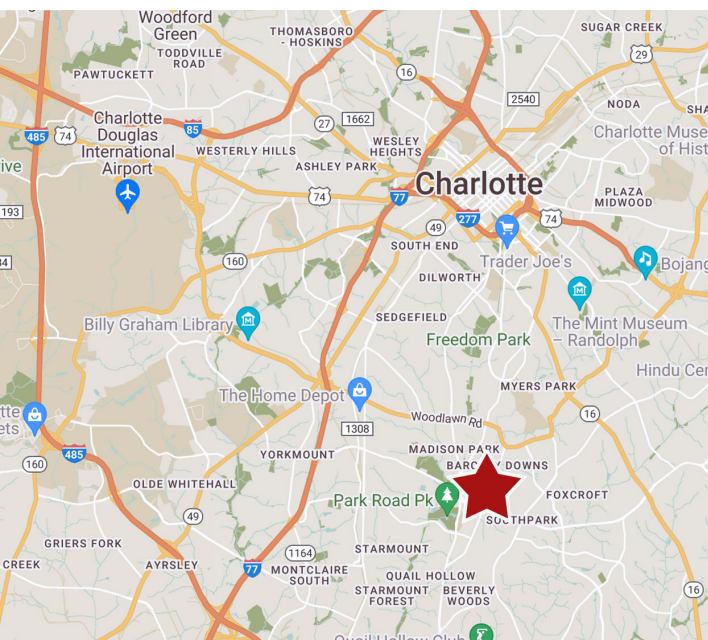 Woodford
Green
THOMASBORO
- HOSKINS
SUGAR CREEK
TODDVILLE
ROAD
PAWTUCKETT
16
29
2540
NODA
Charlotte
Douglas
International
Airport
485
74
85
27
1662
WESTERLY HILLS
WESLEY
HEIGHTS
ASHLEY PARK
Charlotte Muse
of Hist
74
77
Charlotte
PLAZA
MIDWOOD
193
277
74
49
SOUTH END
Trader Joe's
160
DILWORTH
Bojang
Billy Graham Library
SEDGEFIELD
Freedom Park
The Mint Museum
– Randolph
The Home Depot
MYERS PARK
Hindu Cer
16
Woodlawn Rd
1308
485
160
YORKMOUNT
MADISON PARK
DOWNS
OLDE WHITEHALL
Park Road Pk
FOXCROFT
49
GRIERS FORK
STARMOUNT
CREEK
AYRSLEY
77
1164
MONTCLAIRE
SOUTH
QUAIL HOLLOW
STARMOUNT
FOREST
BEVERLY
WOODS
16